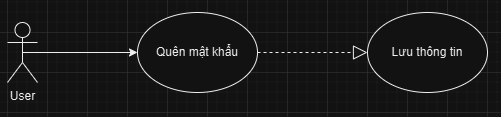 Quên mật khẩu
Lưu thông tin
User